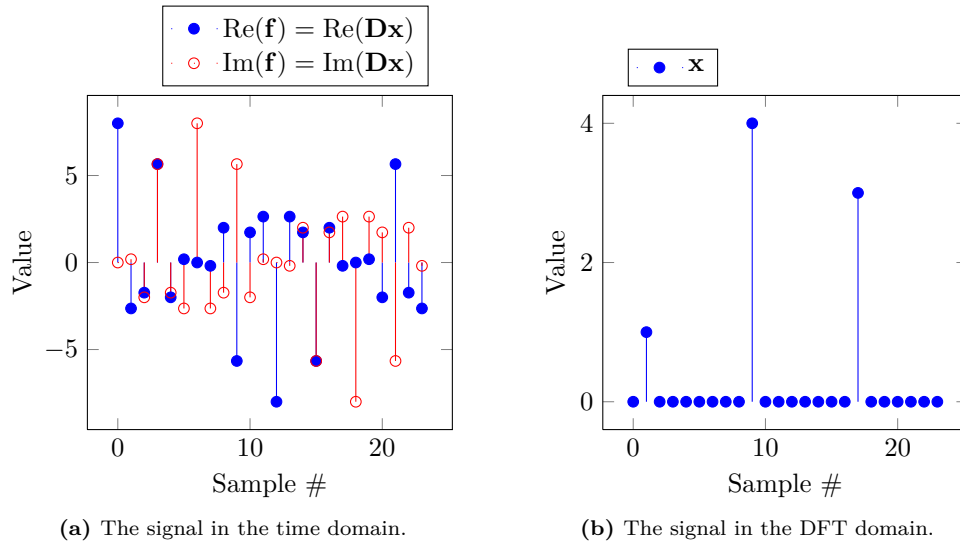 Re(f) = Re(Dx)
Im(f) = Im(Dx)
5
0
−5
0
10
20
Value
Sample #
(a) The signal in the time domain.
x
4
2
0
0
10
20
Value
Sample #
(b) The signal in the DFT domain.